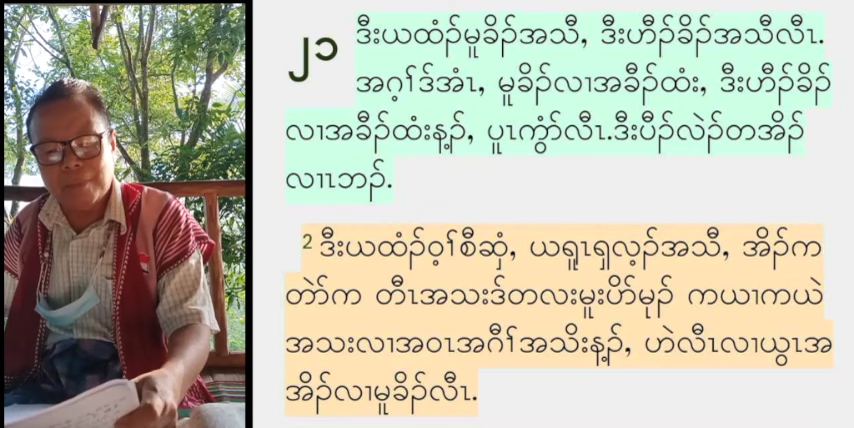 ၂၁ ဒီးယထံၣ်မူခိၣ်အသီ, ဒီးဟီၣ်ခိၣ်အသီလီၤ.
အဂ့ၢ်ဒ်အံၤ, မူခိၣ်လၢအခီၣ်ထံး, ဒီးဟီၣ်ခိၣ်
လၢအခီၣ်ထံးန့ၣ်, ပူၤကွံာ်လီၤ.ဒီးပီၣ်လဲၣ်တအိၣ်
လၢၤဘၣ်.
2 ဒီးယထံၣ်ဝ့ၢ်စီဆှံ, ယရူၤရှလ့ၣ်အသီ, အိၣ်က
တဲာ်က တီၤအသးဒ်တလးမူးပိာ်မုၣ် ကယၢကယဲ
အသးလၢအဝၤအဂီၢ်အသိးန့ၣ်, ဟဲလီၤလၢယွၤအ
အိၣ်လၢမူခိၣ်လီၤ.